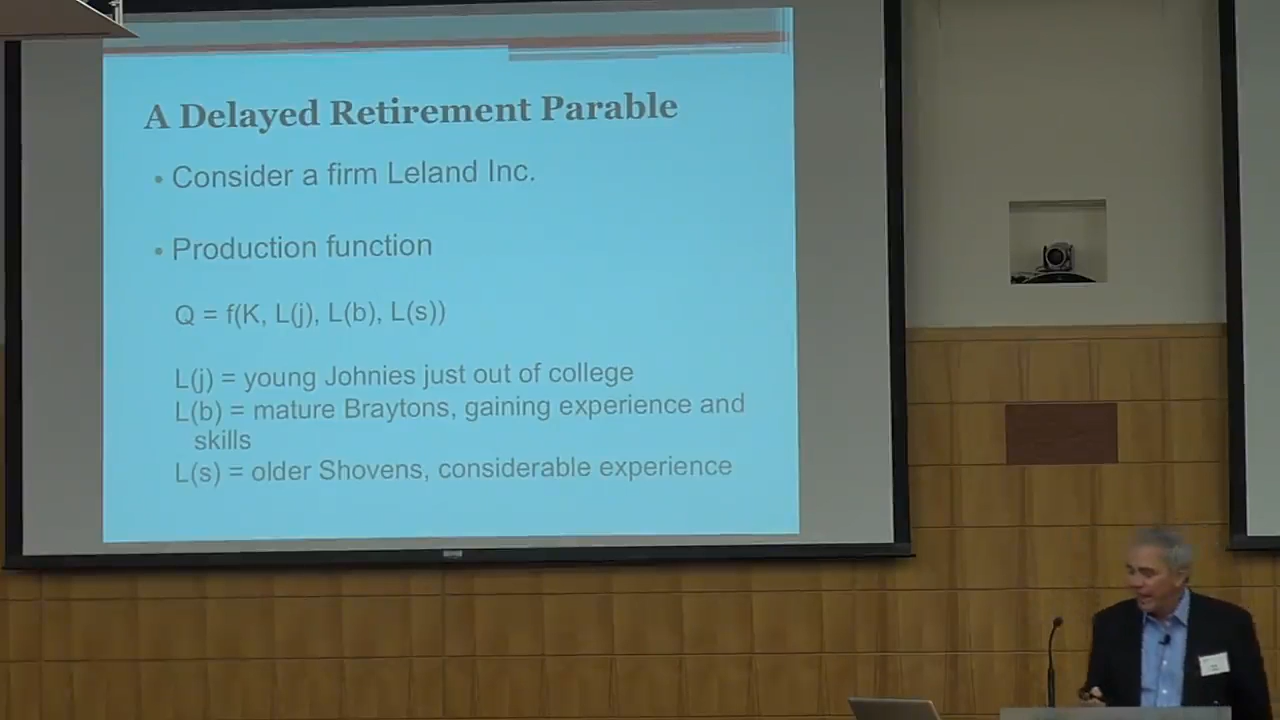 A Delayed Retirement Parable
• Consider a firm Leland Inc.
• Production function
Q = f(K, L(j), L(b), L(s))
L(j) = young Johnies just out of college
L(b) = mature Braytons, gaining experience and
skills
L(s) = older Shovens, considerable experience